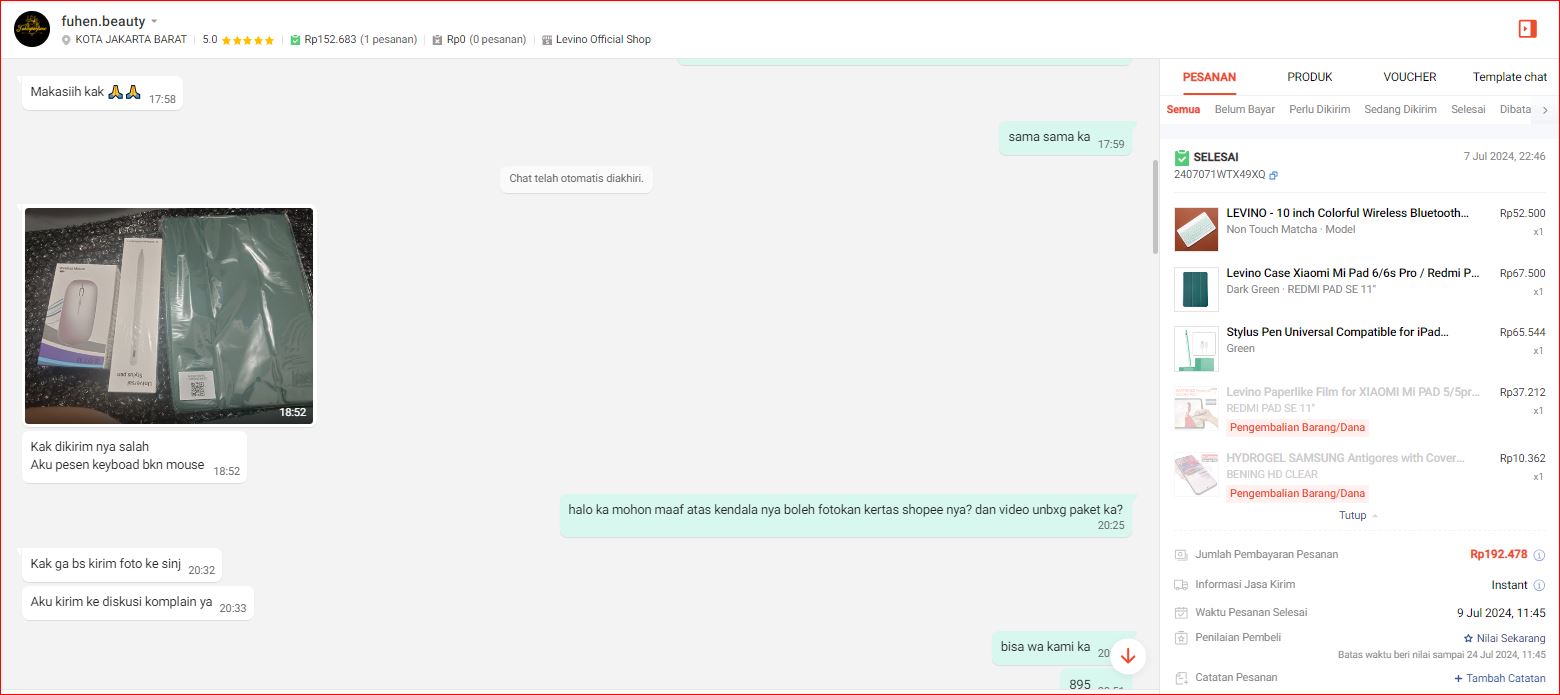 fuhen.beauty
KOTA JAKARTA BARAT
5.0
Rp152.683 (1 pesanan)
Rp0 (0 pesanan)
Levino Official Shop
Makasiih kak 🙏🙏 17:58
sama sama ka 17:59
Chat telah otomatis diakhiri.
Universal
Stylus pen
18:52
Kak dikirim nya salah
Aku pesen keyboad bkn mouse 18:52
halo ka mohon maaf atas kendala nya boleh fotokan kertas shopee nya? dan video unbxg paket ka?
20:25
Kak ga bs kirim foto ke sinj 20:32
Aku kirim ke diskusi komplain ya 20:33
bisa wa kami ka
895
PESANAN
PRODUK
VOUCHER
Template chat
Semua
Belum Bayar
Perlu Dikirim
Sedang Dikirim
Selesai
Dibata
SELESAI
7 Jul 2024, 22:46
2407071WTX49XQ
LEVINO - 10 inch Colorful Wireless Bluetooth...
Rp52.500
Non Touch Matcha · Model
x1
Levino Case Xiaomi Mi Pad 6/6s Pro / Redmi P...
Rp67.500
Dark Green · REDMI PAD SE 11"
x1
Stylus Pen Universal Compatible for iPad...
Rp65.544
Green
x1
Levino Paperlike Film for XIAOMI MI PAD 5/5pr...
Rp37.212
REDMI PAD SE 11"
x1
Pengembalian Barang/Dana
HYDROGEL SAMSUNG Antigores with Cover...
Rp10.362
BENING HD CLEAR
x1
Pengembalian Barang/Dana
Tutup
Jumlah Pembayaran Pesanan
Rp192.478
Informasi Jasa Kirim
Instant
Waktu Pesanan Selesai
9 Jul 2024, 11:45
Penilaian Pembeli
Nilai Sekarang
Batas waktu beri nilai sampai 24 Jul 2024, 11:45
Catatan Pesanan
+ Tambah Catatan